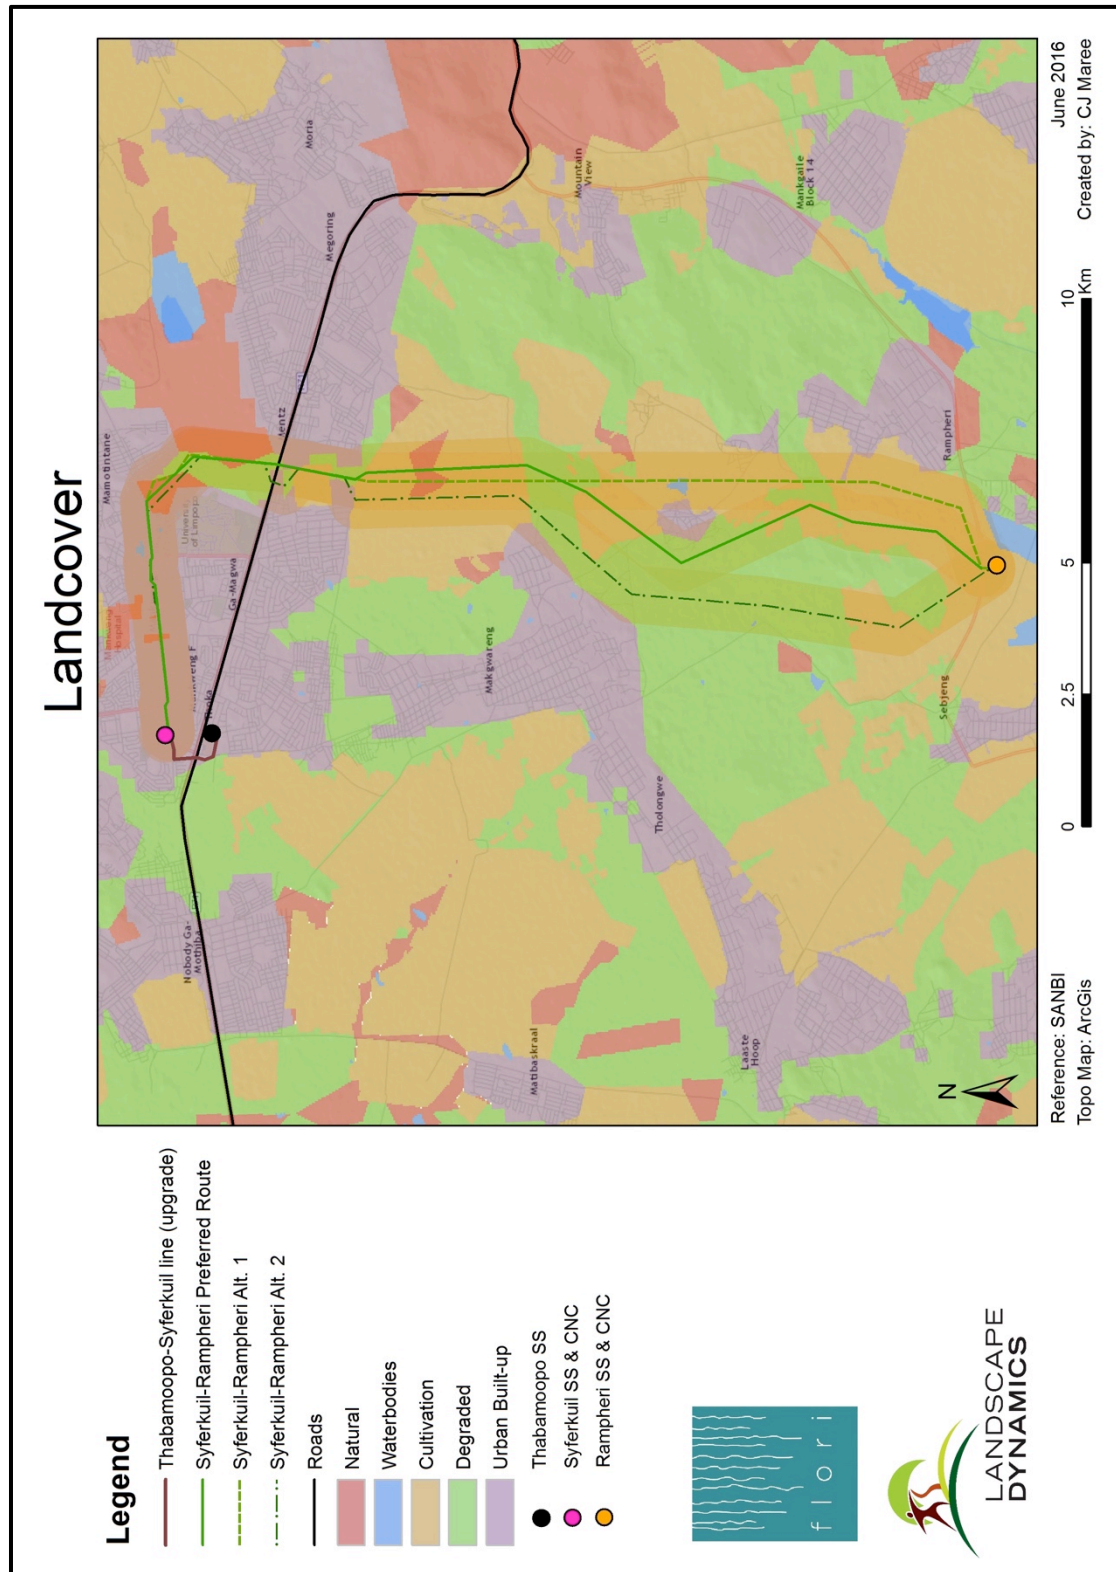 Landcover
Mamotintane
Moria
Megoring
Mentz
University
of Limpopo
Mankweng
Hospital
Ga-Magwa
Nobody Ga-
Mothiba
Mountain
View
Mankgaile
Block 14
Makgwareng
Tholongwe
Matibaskraal
Laaste
Hoop
Rampheri
Sebjeng
N
Legend
Thabamoopo-Syferkuil line (upgrade)
Syferkuil-Rampheri Preferred Route
Syferkuil-Rampheri Alt. 1
Syferkuil-Rampheri Alt. 2
Roads
Natural
Waterbodies
Cultivation
Degraded
Urban Built-up
Thabamoopo SS
Syferkuil SS & CNC
Rampheri SS & CNC
flori
LANDSCAPE
DYNAMICS
Reference: SANBI
Topo Map: ArcGis
0 2.5 5 10
Km
June 2016
Created by: CJ Maree